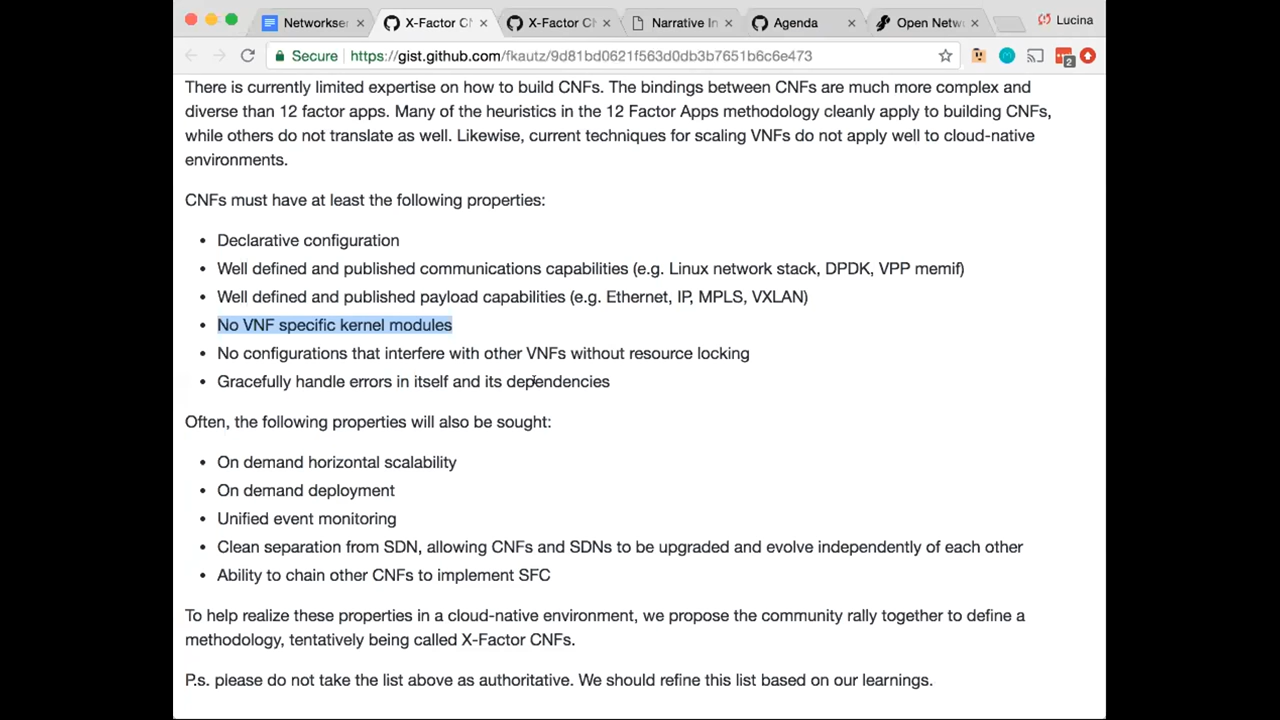 Networkser
X-Factor CN
X-Factor CN
Narrative In
Agenda
Open Netw
Lucina
Secure
https://gist.github.com/fkautz/9d81bd0621f563d0db3b7651b6c6e473
2
There is currently limited expertise on how to build CNFs. The bindings between CNFs are much more complex and
diverse than 12 factor apps. Many of the heuristics in the 12 Factor Apps methodology cleanly apply to building CNFs,
while others do not translate as well. Likewise, current techniques for scaling VNFs do not apply well to cloud-native
environments.
CNFs must have at least the following properties:
• Declarative configuration
• Well defined and published communications capabilities (e.g. Linux network stack, DPDK, VPP memif)
• Well defined and published payload capabilities (e.g. Ethernet, IP, MPLS, VXLAN)
• No VNF specific kernel modules
• No configurations that interfere with other VNFs without resource locking
• Gracefully handle errors in itself and its dependencies
Often, the following properties will also be sought:
• On demand horizontal scalability
• On demand deployment
• Unified event monitoring
• Clean separation from SDN, allowing CNFs and SDNs to be upgraded and evolve independently of each other
• Ability to chain other CNFs to implement SFC
To help realize these properties in a cloud-native environment, we propose the community rally together to define a
methodology, tentatively being called X-Factor CNFs.
P.s. please do not take the list above as authoritative. We should refine this list based on our learnings.